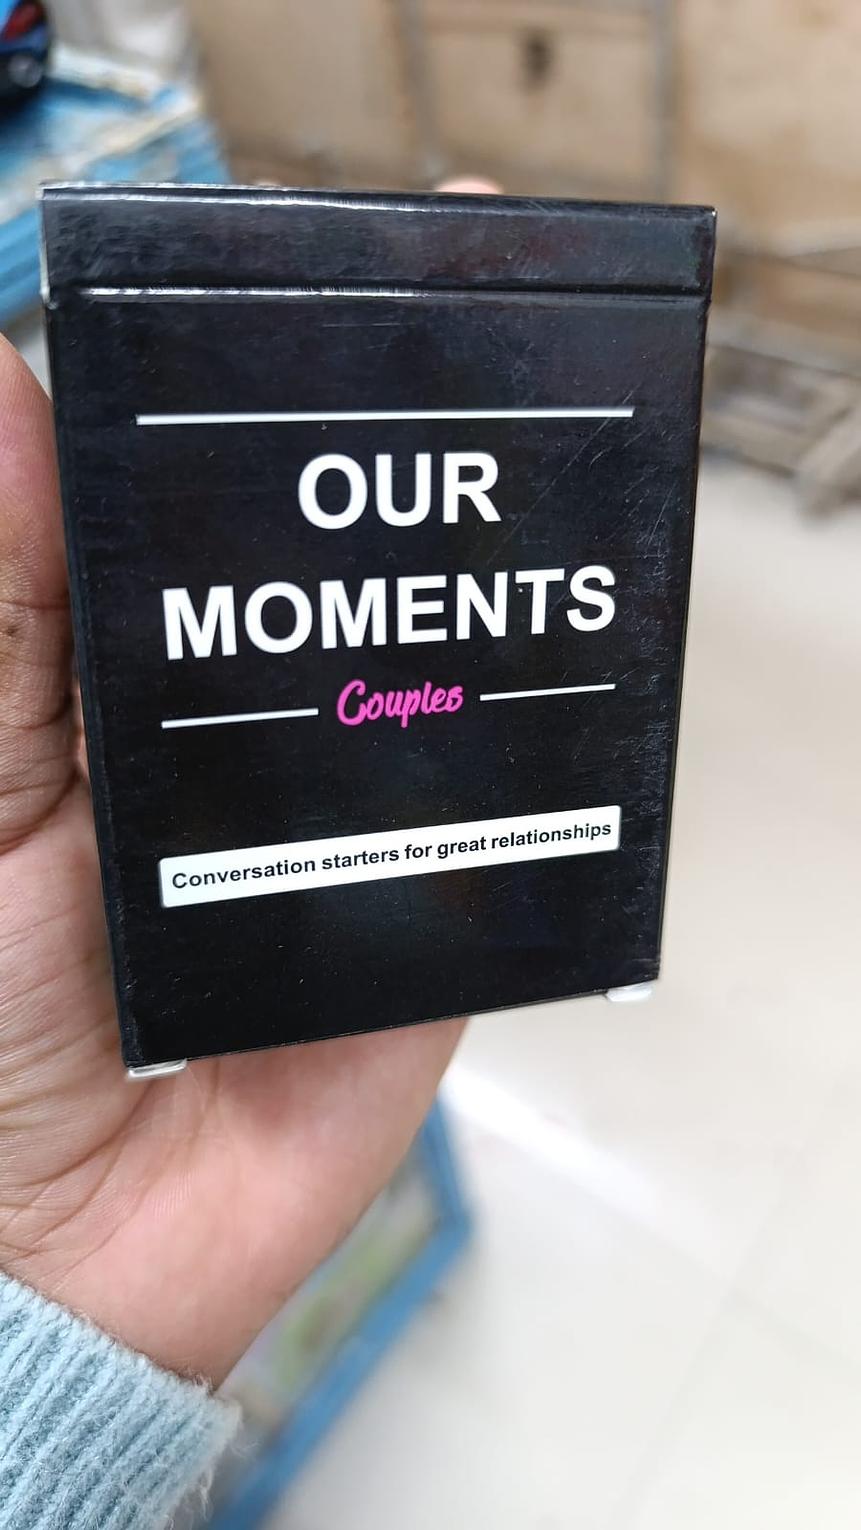 OUR
MOMENTS
Couples
Conversation starters for great relationships